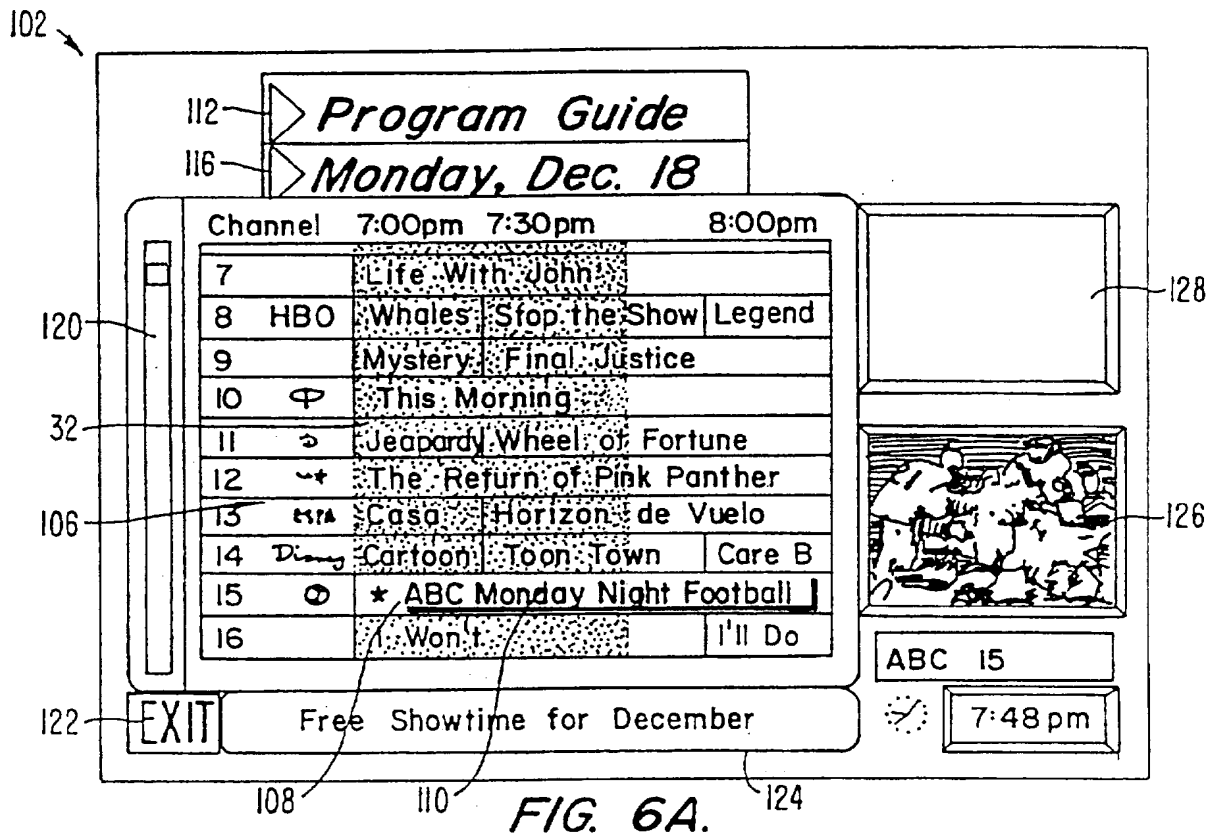 102
112
Program Guide
116
Monday, Dec. 18
Channel 7:00pm 7:30pm 8:00pm
7 Life With John
8 HBO Whales Stop the Show Legend
128
120
9 Mystery Final Justice
10 This Morning
32
11 Jeapardy Wheel of Fortune
12 The Return of Pink Panther
106
13 Casa Horizon de Vuelo
126
14 Disney Cartoon Toon Town Care B
15 ★ ABC Monday Night Football
16 I Won't I'll Do
ABC 15
122
EXIT
Free Showtime for December
7:48 pm
108
110
124
FIG. 6A.